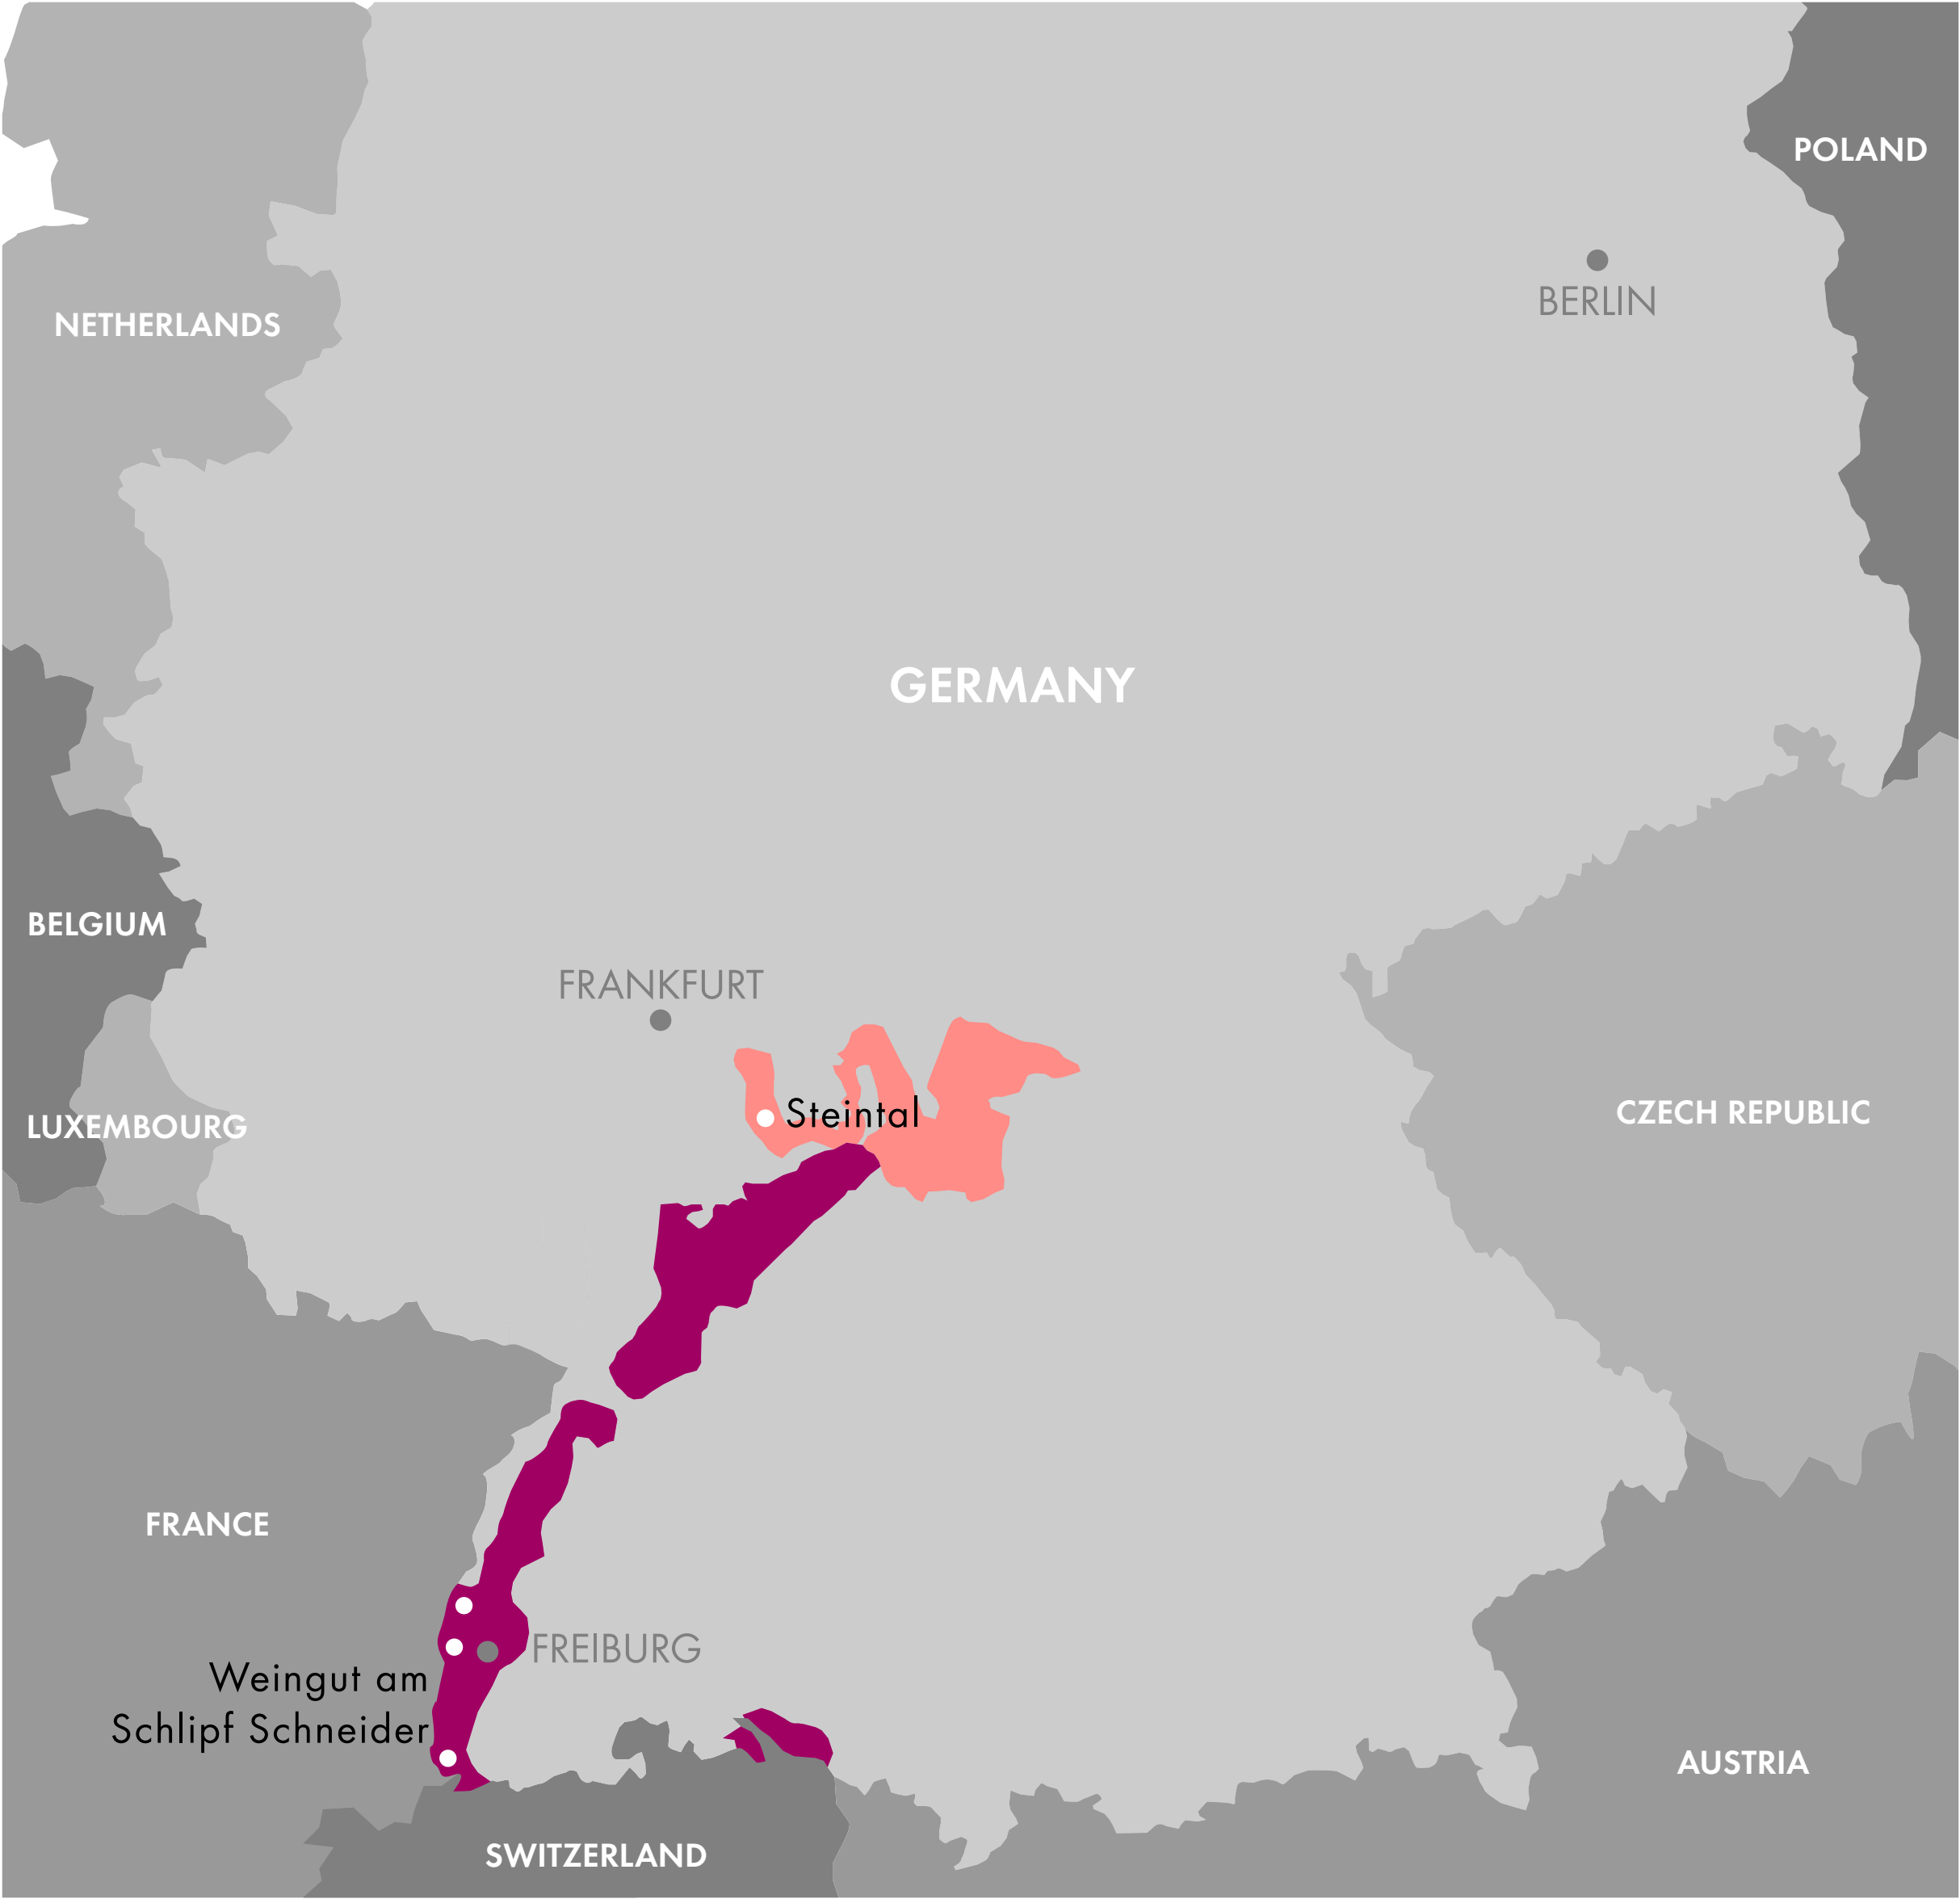 POLAND
BERLIN
NETHERLANDS
GERMANY
BELGIUM
FRANKFURT
LUXEMBOURG
Steintal
CZECH REPUBLIC
FRANCE
FREIBURG
Weingut am
Schlipf Schneider
AUSTRIA
SWITZERLAND